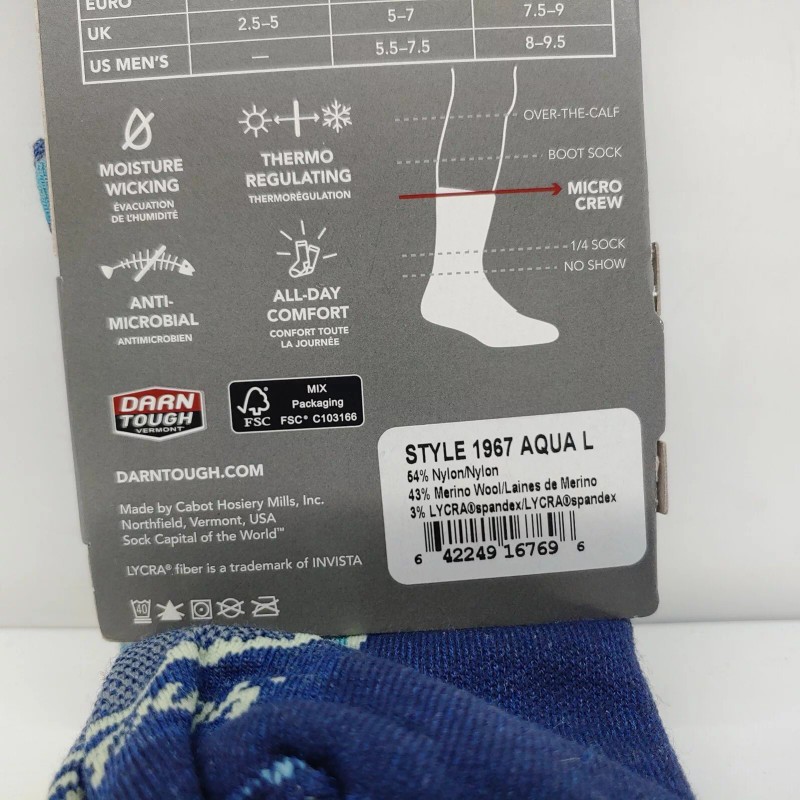 EURO
UK 2.5–5 5–7 7.5–9
US MEN'S — 5.5–7.5 8–9.5
MOISTURE
WICKING
ÉVACUATION
DE L'HUMIDITÉ
THERMO
REGULATING
THERMORÉGULATION
OVER-THE-CALF
BOOT SOCK
MICRO
CREW
1/4 SOCK
NO SHOW
ANTI-
MICROBIAL
ANTIMICROBIEN
ALL-DAY
COMFORT
CONFORT TOUTE
LA JOURNÉE
DARN
TOUGH
VERMONT
FSC
MIX
Packaging
FSC® C103166
DARNTOUGH.COM
Made by Cabot Hosiery Mills, Inc.
Northfield, Vermont, USA
Sock Capital of the World™
LYCRA® fiber is a trademark of INVISTA
40
STYLE 1967 AQUA L
54% Nylon/Nylon
43% Merino Wool/Laines de Merino
3% LYCRA®spandex/LYCRA®spandex
6 42249 16769 6